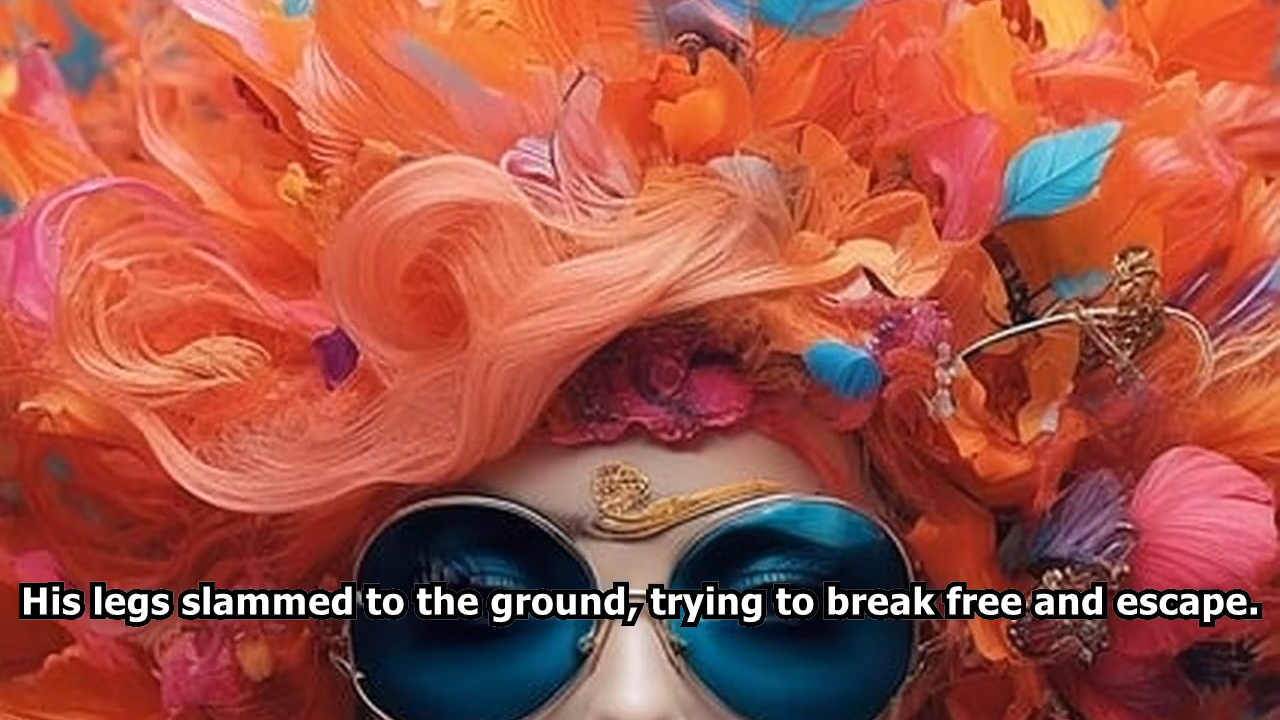 His legs slammed to the ground, trying to break free and escape.